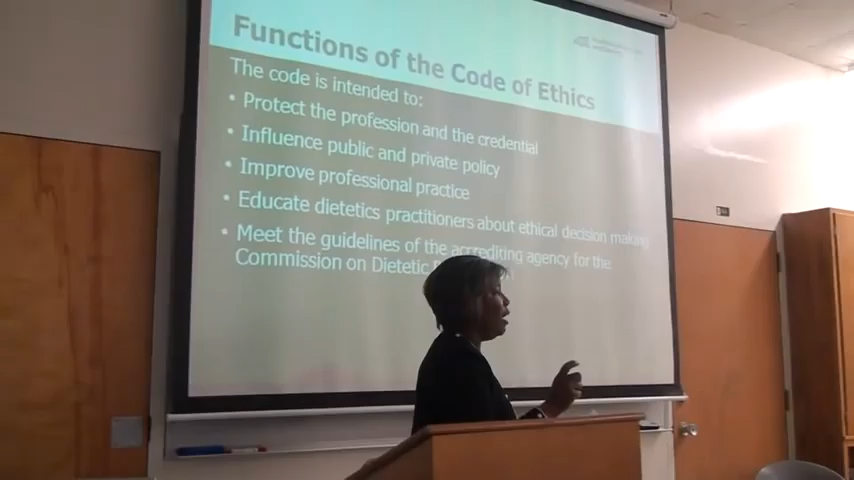 Functions of the Code of Ethics
The code is intended to:
• Protect the profession and the credential
• Influence public and private policy
• Improve professional practice
• Educate dietetics practitioners about ethical decision making
• Meet the guidelines of the accrediting agency for the
Commission on Dietetic